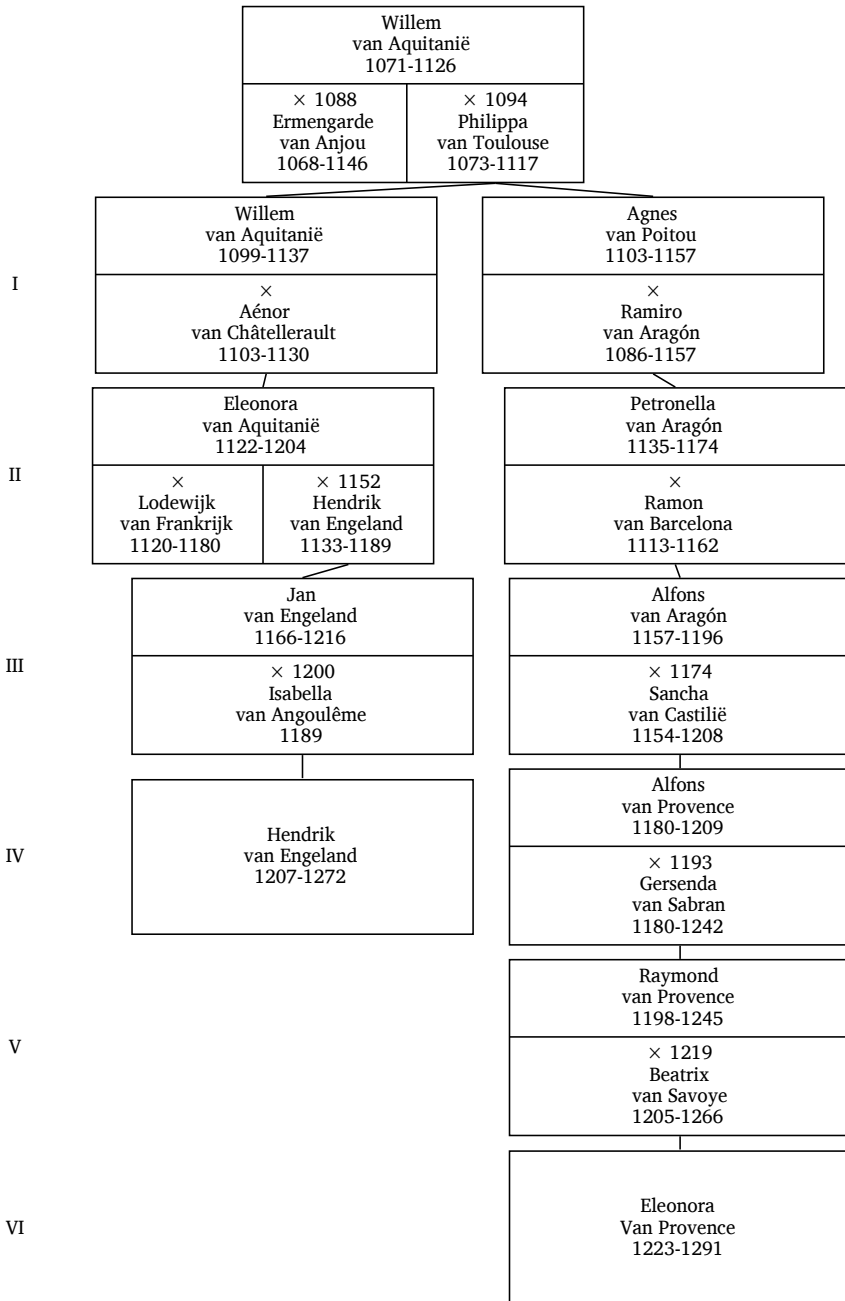 Willem
van Aquitanië
1071-1126
× 1088
Ermengarde
van Anjou
1068-1146
× 1094
Philippa
van Toulouse
1073-1117
I
Willem
van Aquitanië
1099-1137
×
Aénor
van Châtellerault
1103-1130
Agnes
van Poitou
1103-1157
×
Ramiro
van Aragón
1086-1157
II
Eleonora
van Aquitanië
1122-1204
×
Lodewijk
van Frankrijk
1120-1180
× 1152
Hendrik
van Engeland
1133-1189
Petronella
van Aragón
1135-1174
×
Ramon
van Barcelona
1113-1162
III
Jan
van Engeland
1166-1216
× 1200
Isabella
van Angoulême
1189
Alfons
van Aragón
1157-1196
× 1174
Sancha
van Castilië
1154-1208
IV
Hendrik
van Engeland
1207-1272
Alfons
van Provence
1180-1209
× 1193
Gersenda
van Sabran
1180-1242
V
Raymond
van Provence
1198-1245
× 1219
Beatrix
van Savoye
1205-1266
VI
Eleonora
Van Provence
1223-1291